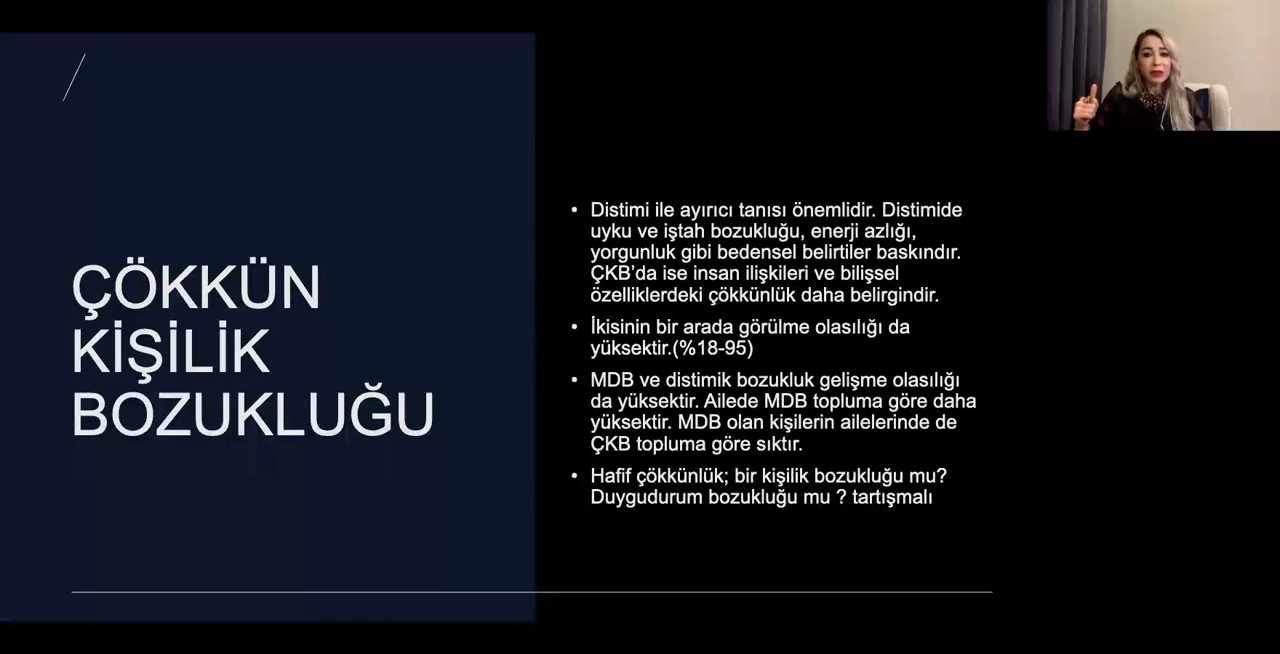 ÇÖKKÜN
KİŞİLİK
BOZUKLUĞU
• Distimi ile ayırıcı tanısı önemlidir. Distimide
uyku ve iştah bozukluğu, enerji azlığı,
yorgunluk gibi bedensel belirtiler baskındır.
ÇKB'da ise insan ilişkileri ve bilişsel
özelliklerdeki çökkünlük daha belirgindir.
• İkisinin bir arada görülme olasılığı da
yüksektir.(%18-95)
• MDB ve distimik bozukluk gelişme olasılığı
da yüksektir. Ailede MDB topluma göre daha
yüksektir. MDB olan kişilerin ailelerinde de
ÇKB topluma göre sıktır.
• Hafif çökkünlük; bir kişilik bozukluğu mu?
Duygudurum bozukluğu mu ? tartışmalı